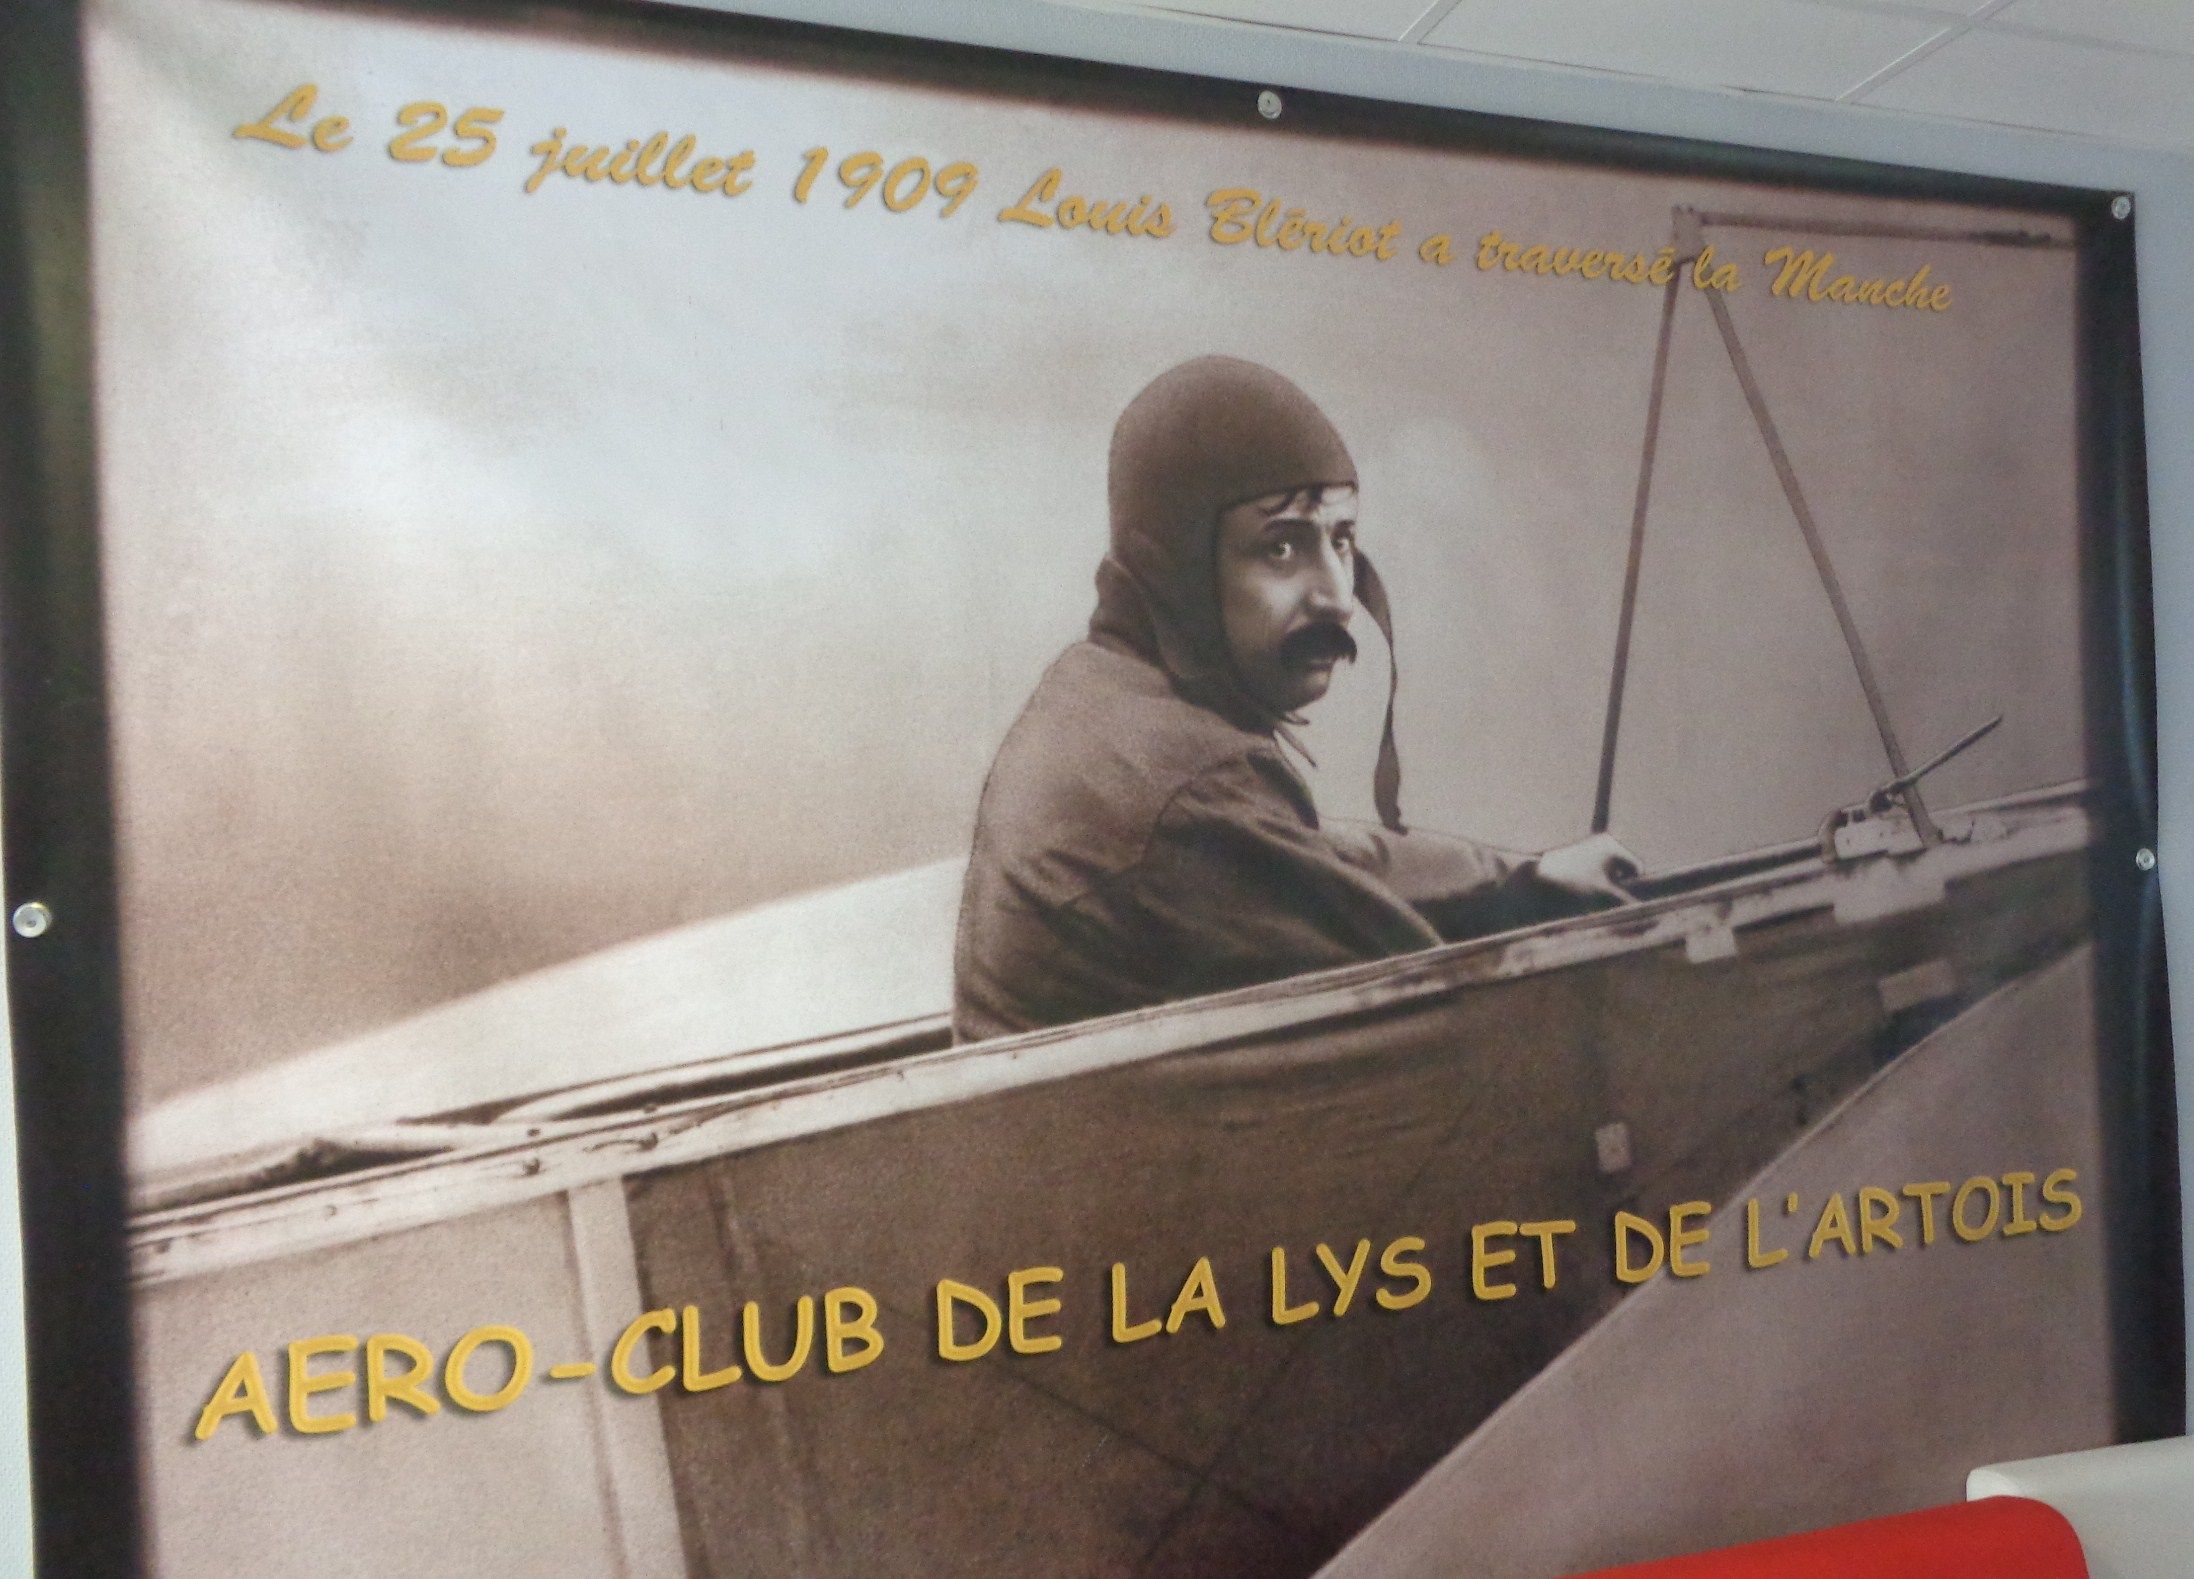 Le 25 juillet 1909 Louis Blériot a traversé la Manche
AERO-CLUB DE LA LYS ET DE L'ARTOIS